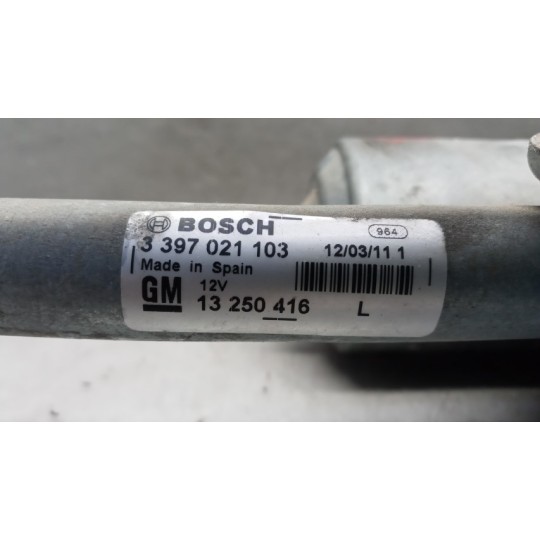 BOSCH 964
3 397 021 103 12/03/11 1
Made in Spain
GM 12V
13 250 416 L